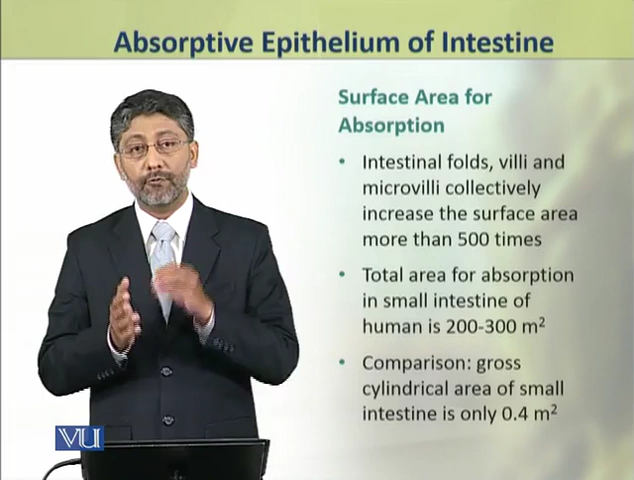 Absorptive Epithelium of Intestine
Surface Area for
Absorption
• Intestinal folds, villi and
microvilli collectively
increase the surface area
more than 500 times
• Total area for absorption
in small intestine of
human is 200-300 m²
• Comparison: gross
cylindrical area of small
intestine is only 0.4 m²
VU